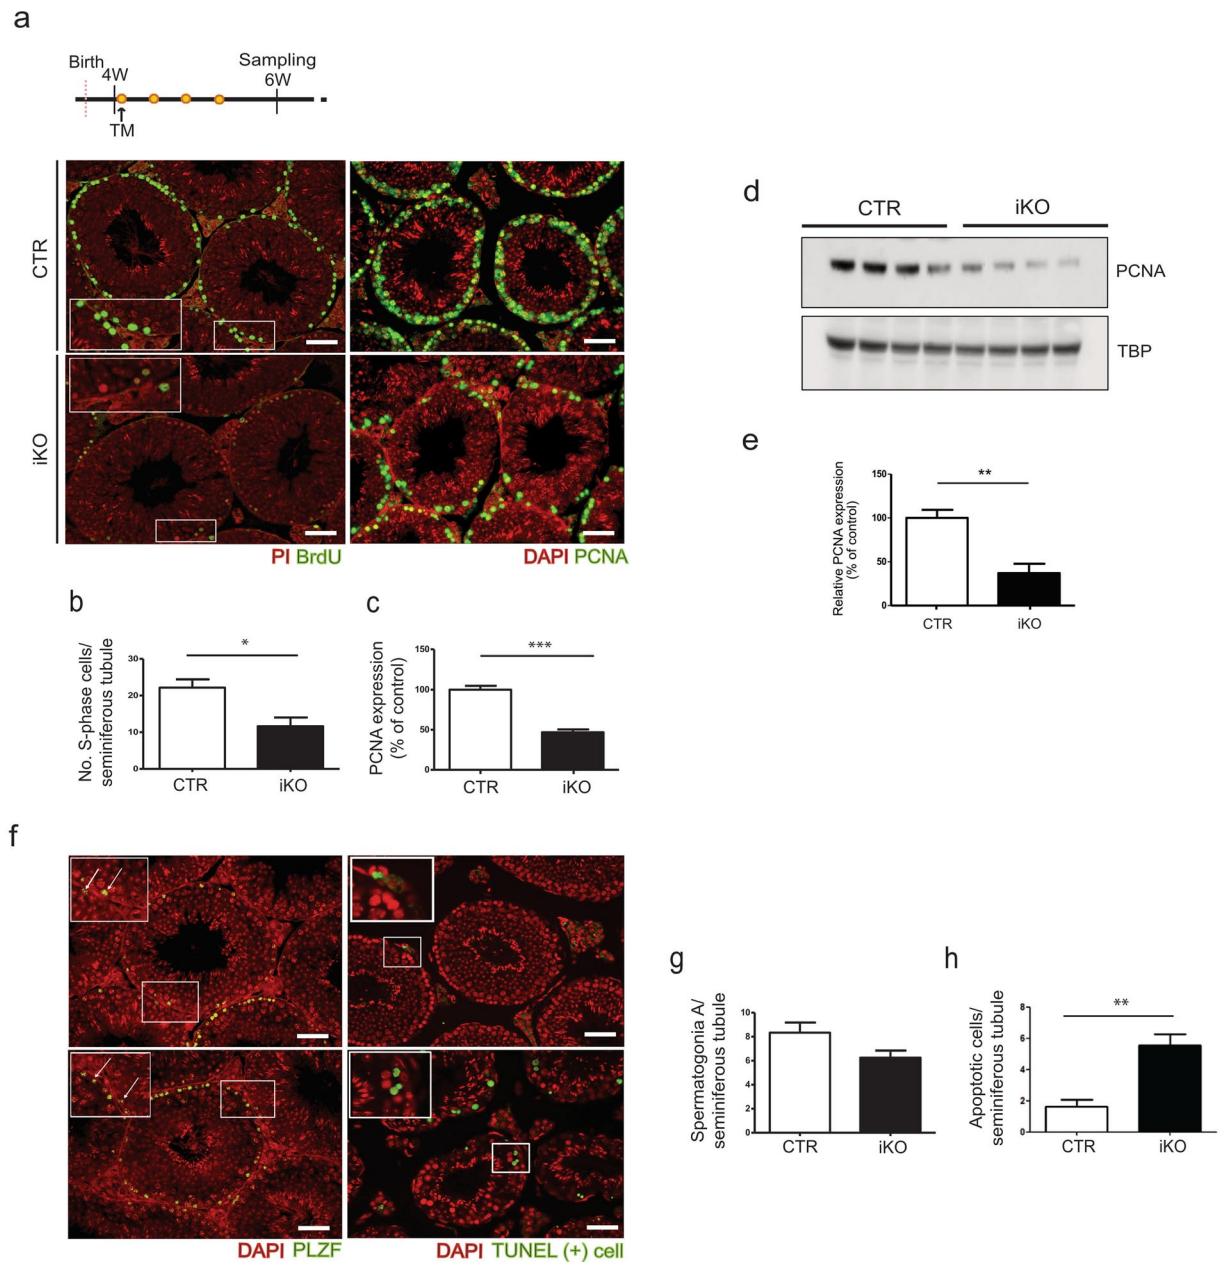 a
Birth
4W
Sampling
6W
TM
CTR
iKO
PI BrdU
DAPI PCNA
b
No. S-phase cells/
seminiferous tubule
30
20
10
0
*
CTR
iKO
c
PCNA expression
(% of control)
150
100
50
0
***
CTR
iKO
d
CTR
iKO
PCNA
TBP
e
Relative PCNA expression
(% of control)
150
100
50
0
**
CTR
iKO
f
DAPI PLZF
DAPI TUNEL (+) cell
g
Spermatogonia A/
seminiferous tubule
10
8
6
4
2
0
CTR
iKO
h
Apoptotic cells/
seminiferous tubule
8
6
4
2
0
**
CTR
iKO